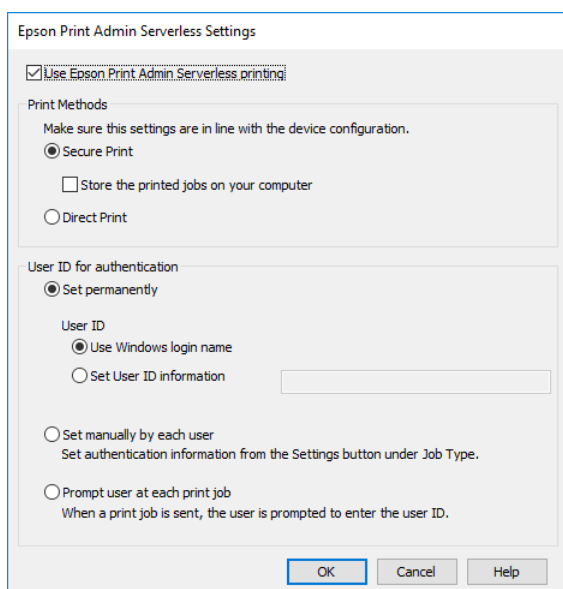 Epson Print Admin Serverless Settings
Use Epson Print Admin Serverless printing
Print Methods
Make sure this settings are in line with the device configuration.
Secure Print
Store the printed jobs on your computer
Direct Print
User ID for authentication
Set permanently
User ID
Use Windows login name
Set User ID information
Set manually by each user
Set authentication information from the Settings button under Job Type.
Prompt user at each print job
When a print job is sent, the user is prompted to enter the user ID.
OK Cancel Help